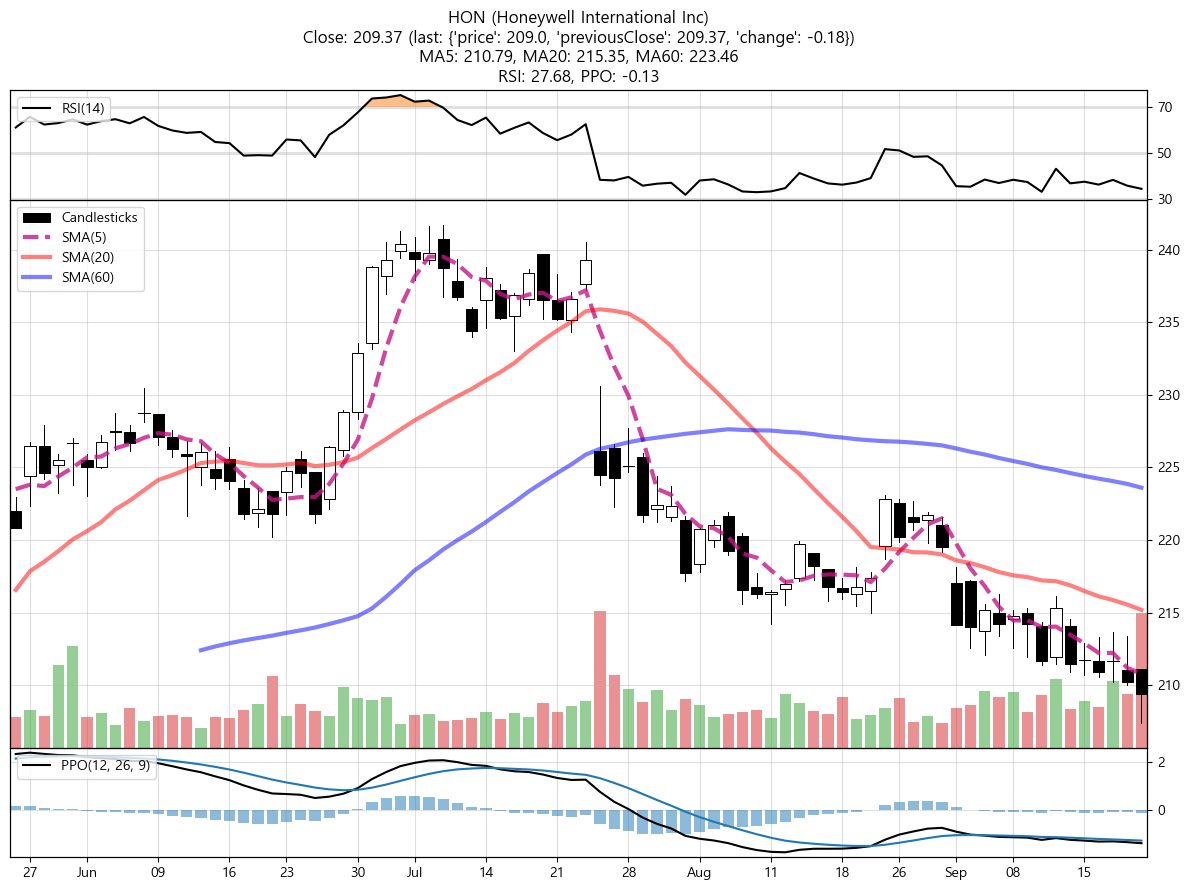 HON (Honeywell International Inc)
Close: 209.37 (last: {'price': 209.0, 'previousClose': 209.37, 'change': -0.18})
MA5: 210.79, MA20: 215.35, MA60: 223.46
RSI: 27.68, PPO: -0.13
RSI(14)
70
50
30
Candlesticks
SMA(5)
SMA(20)
SMA(60)
240
235
230
225
220
215
210
PPO(12, 26, 9)
2
0
27 Jun 09 16 23 30 Jul 14 21 28 Aug 11 18 26 Sep 08 15